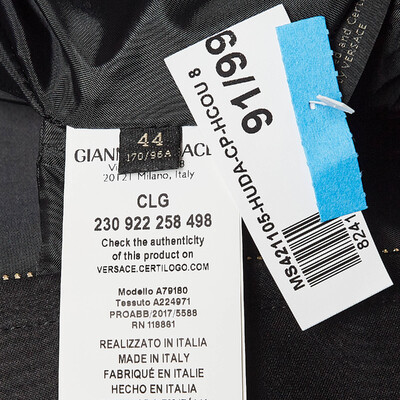 44
170/96A
GIANN
ACE
20121 Milano, Italy
CLG
230 922 258 498
Check the authenticity
of this product on
VERSACE.CERTILOGO.COM
Modello A79180
Tessuto A224971
PROABB/2017/5588
RN 118861
REALIZZATO IN ITALIA
MADE IN ITALY
FABRIQUÉ EN ITALIE
HECHO EN ITALIA
91/99
MS421105-HUDA-CP-HCOU 8
8241